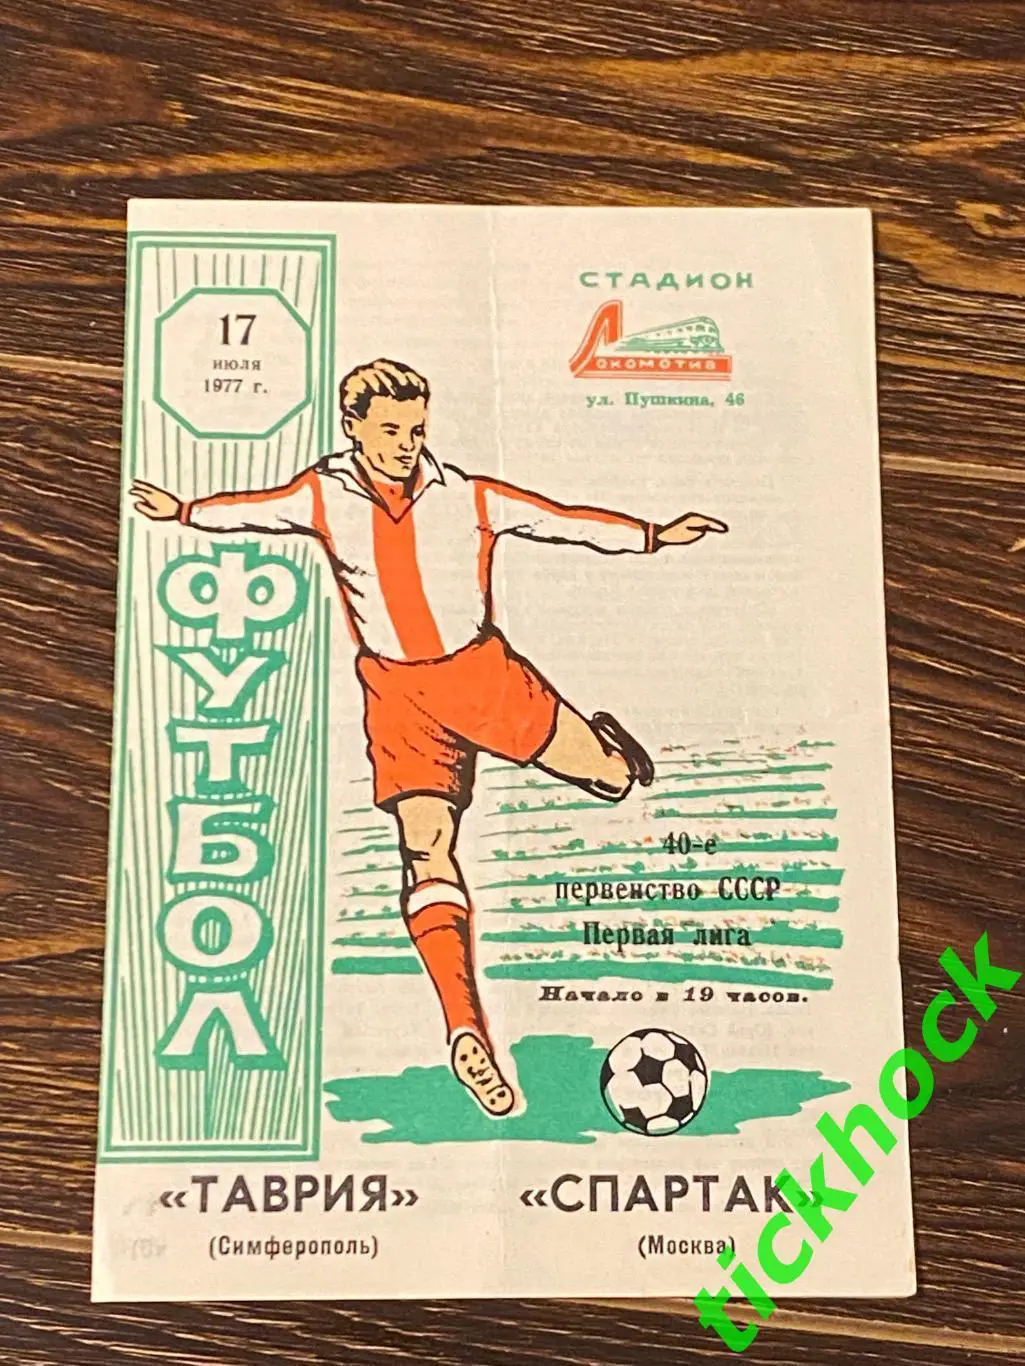 17
июля
1977 г.
СТАДИОН
Локомотив
ул. Пушкина, 46
ФУТБОЛ
40-е
первенство СССР
Первая лига
Начало в 19 часов.
«ТАВРИЯ»
(Симферополь)
«СПАРТАК»
(Москва)
tickhock